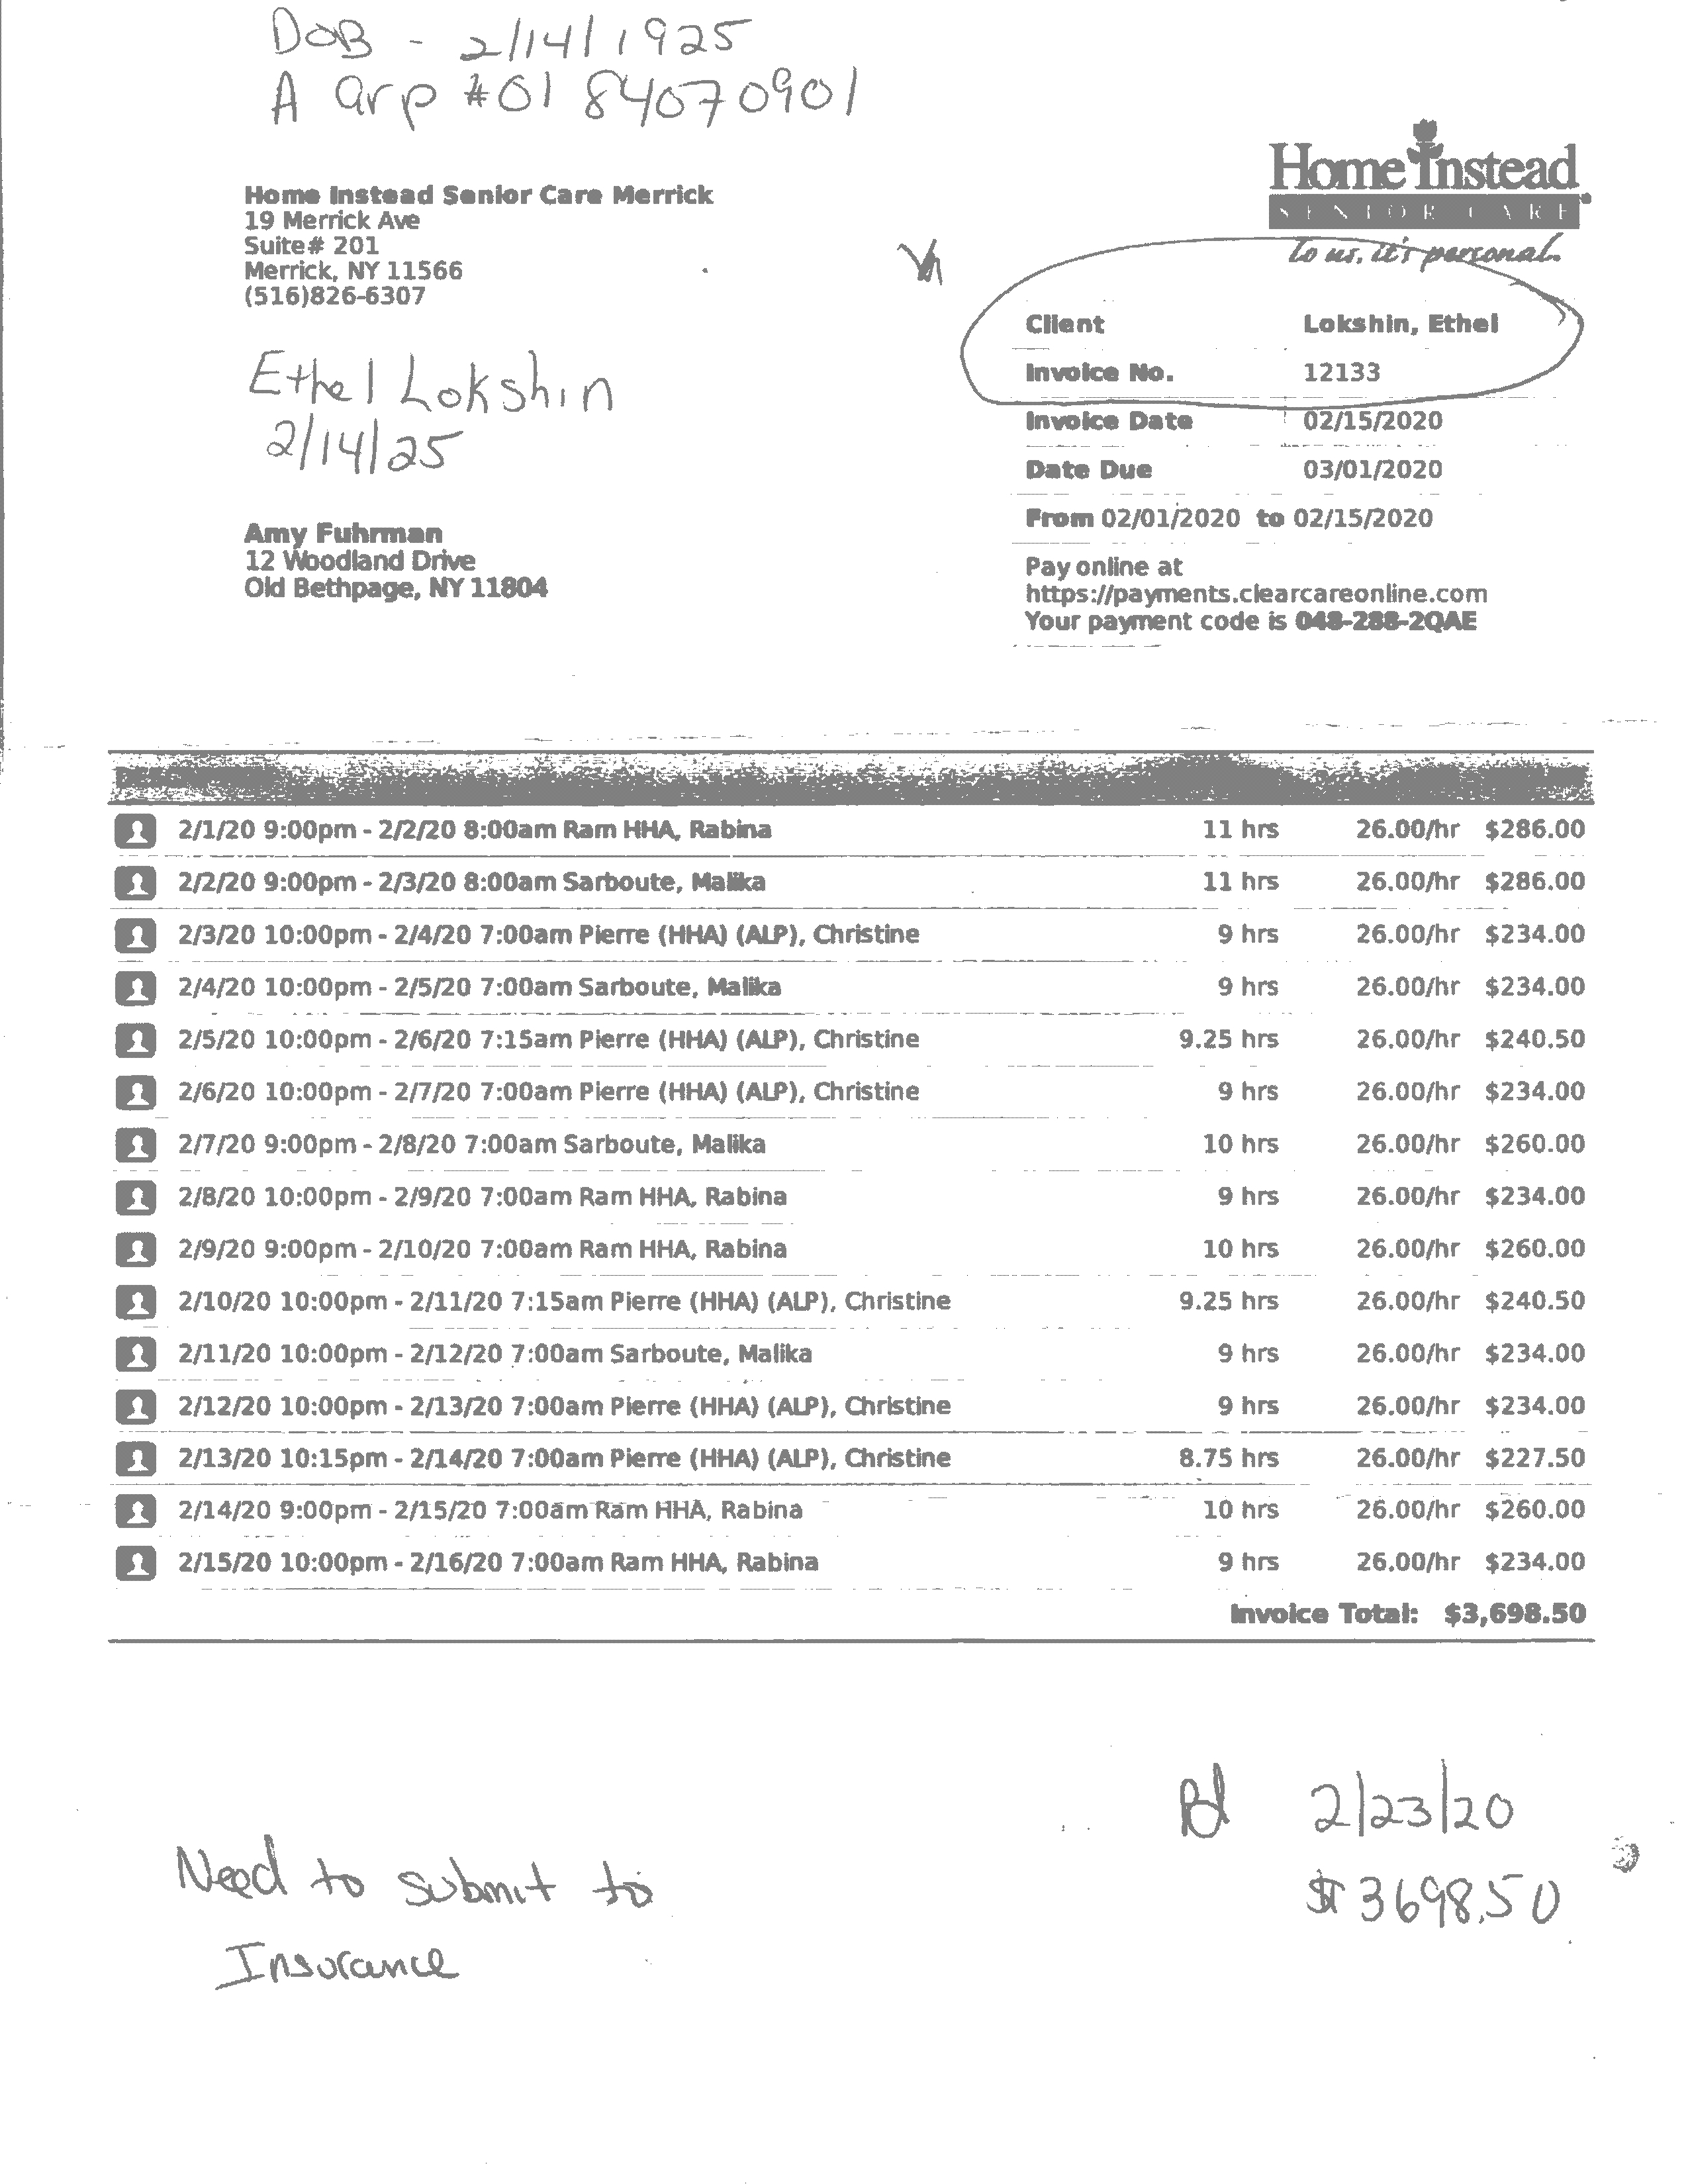 DOB - 2/14/1925
A arp #01 84070901
Home Instead
SENIOR CARE
To us, it's personal.
Home Instead Senior Care Merrick
19 Merrick Ave
Suite# 201
Merrick, NY 11566
(516)826-6307
Ethel Lokshin
2/14/25
Amy Fuhrman
12 Woodland Drive
Old Bethpage, NY 11804
Client Lokshin, Ethel
Invoice No. 12133
Invoice Date 02/15/2020
Date Due 03/01/2020
From 02/01/2020 to 02/15/2020
Pay online at
https://payments.clearcareonline.com
Your payment code is 048-288-2QAE
2/1/20 9:00pm - 2/2/20 8:00am Ram HHA, Rabina 11 hrs 26.00/hr $286.00
2/2/20 9:00pm - 2/3/20 8:00am Sarboute, Malika 11 hrs 26.00/hr $286.00
2/3/20 10:00pm - 2/4/20 7:00am Pierre (HHA) (ALP), Christine 9 hrs 26.00/hr $234.00
2/4/20 10:00pm - 2/5/20 7:00am Sarboute, Malika 9 hrs 26.00/hr $234.00
2/5/20 10:00pm - 2/6/20 7:15am Pierre (HHA) (ALP), Christine 9.25 hrs 26.00/hr $240.50
2/6/20 10:00pm - 2/7/20 7:00am Pierre (HHA) (ALP), Christine 9 hrs 26.00/hr $234.00
2/7/20 9:00pm - 2/8/20 7:00am Sarboute, Malika 10 hrs 26.00/hr $260.00
2/8/20 10:00pm - 2/9/20 7:00am Ram HHA, Rabina 9 hrs 26.00/hr $234.00
2/9/20 9:00pm - 2/10/20 7:00am Ram HHA, Rabina 10 hrs 26.00/hr $260.00
2/10/20 10:00pm - 2/11/20 7:15am Pierre (HHA) (ALP), Christine 9.25 hrs 26.00/hr $240.50
2/11/20 10:00pm - 2/12/20 7:00am Sarboute, Malika 9 hrs 26.00/hr $234.00
2/12/20 10:00pm - 2/13/20 7:00am Pierre (HHA) (ALP), Christine 9 hrs 26.00/hr $234.00
2/13/20 10:15pm - 2/14/20 7:00am Pierre (HHA) (ALP), Christine 8.75 hrs 26.00/hr $227.50
2/14/20 9:00pm - 2/15/20 7:00am Ram HHA, Rabina 10 hrs 26.00/hr $260.00
2/15/20 10:00pm - 2/16/20 7:00am Ram HHA, Rabina 9 hrs 26.00/hr $234.00
Invoice Total: $3,698.50
Pd 2/23/20
$3698.50
Need to submit to
Insurance